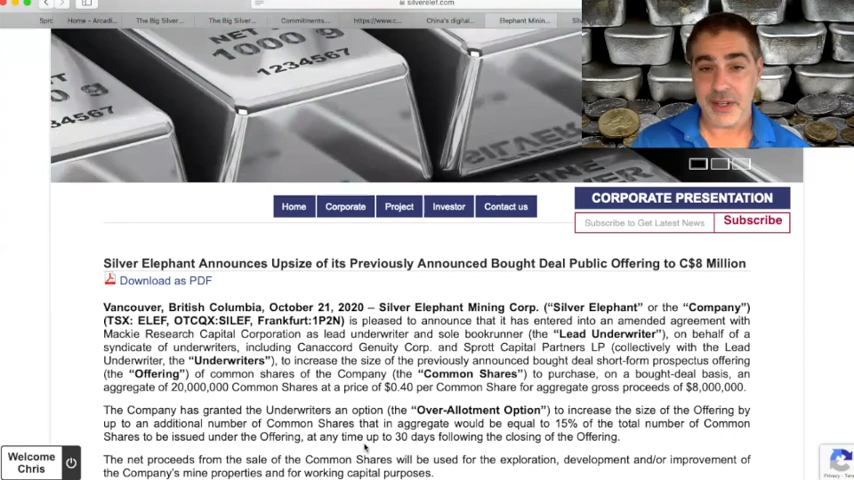 silverelef.com
Sprc
Home – Arcadi...
The Big Silver...
The Big Silver...
Commitments...
https://www.c...
China's digital...
Elephant Minin...
NET
1000 g
1234567
1234567
Home
Corporate
Project
Investor
Contact us
CORPORATE PRESENTATION
Subscribe to Get Latest News
Subscribe
Silver Elephant Announces Upsize of its Previously Announced Bought Deal Public Offering to C$8 Million
Download as PDF
Vancouver, British Columbia, October 21, 2020 – Silver Elephant Mining Corp. (“Silver Elephant” or the “Company”)
(TSX: ELEF, OTCQX:SILEF, Frankfurt:1P2N) is pleased to announce that it has entered into an amended agreement with
Mackie Research Capital Corporation as lead underwriter and sole bookrunner (the “Lead Underwriter”), on behalf of a
syndicate of underwriters, including Canaccord Genuity Corp. and Sprott Capital Partners LP (collectively with the Lead
Underwriter, the “Underwriters”), to increase the size of the previously announced bought deal short-form prospectus offering
(the “Offering”) of common shares of the Company (the “Common Shares”) to purchase, on a bought-deal basis, an
aggregate of 20,000,000 Common Shares at a price of $0.40 per Common Share for aggregate gross proceeds of $8,000,000.
The Company has granted the Underwriters an option (the “Over-Allotment Option”) to increase the size of the Offering by
up to an additional number of Common Shares that in aggregate would be equal to 15% of the total number of Common
Shares to be issued under the Offering, at any time up to 30 days following the closing of the Offering.
The net proceeds from the sale of the Common Shares will be used for the exploration, development and/or improvement of
the Company's mine properties and for working capital purposes.
Welcome
Chris